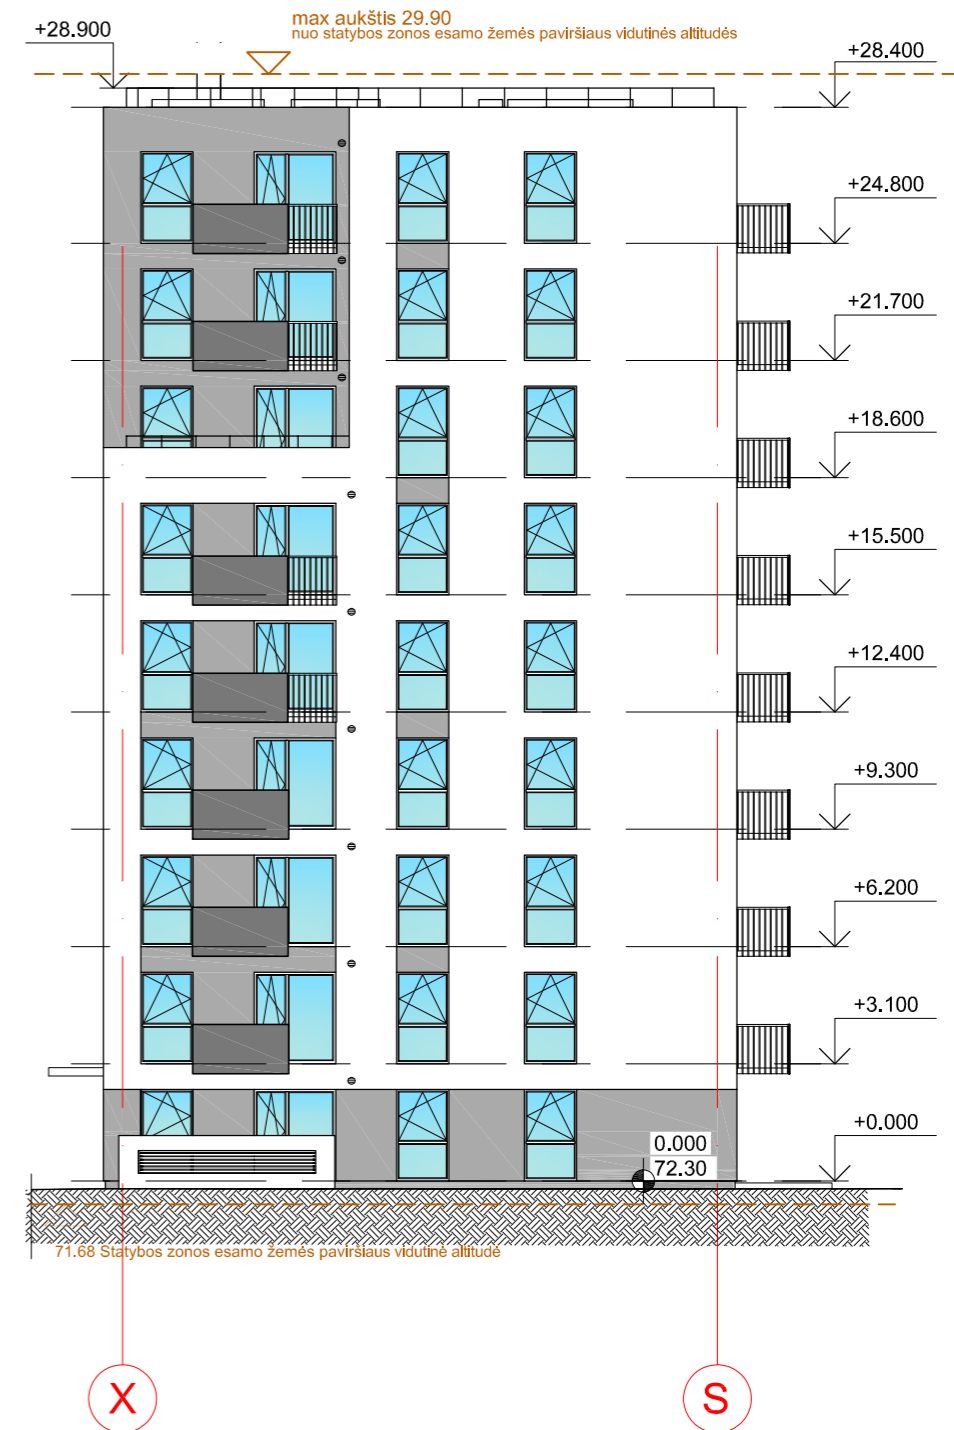 max aukštis 29.90
nuo statybos zonos esamo žemės paviršiaus vidutinės altitudės
+28.900
+28.400
+24.800
+21.700
+18.600
+15.500
+12.400
+9.300
+6.200
+3.100
+0.000
0.000
72.30
71.68 Statybos zonos esamo žemės paviršiaus vidutinė altitudė
X
S